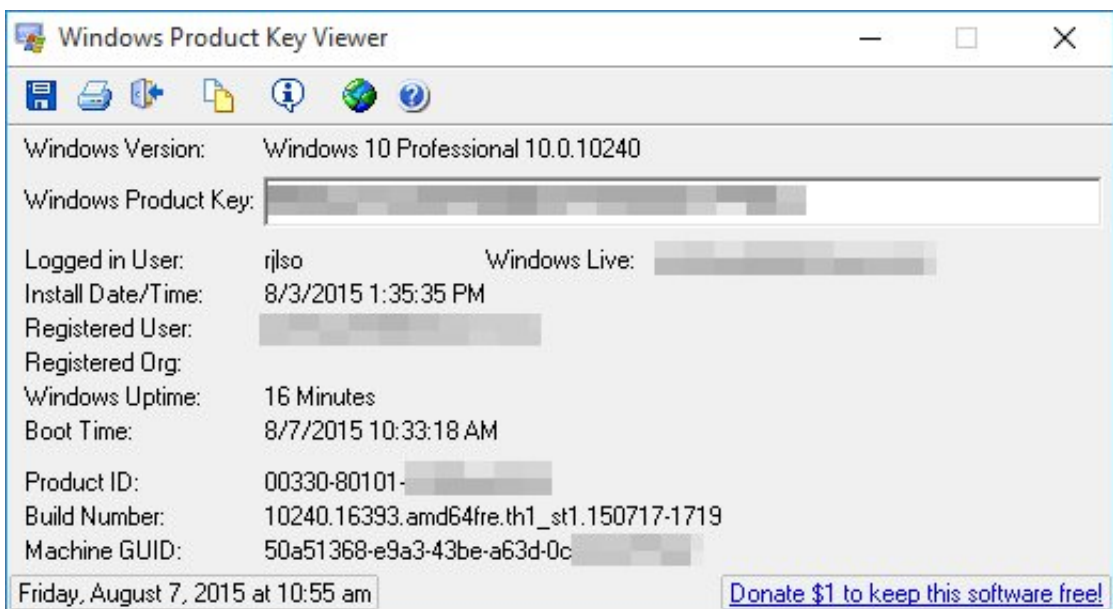 Windows Product Key Viewer
Windows Version: Windows 10 Professional 10.0.10240
Windows Product Key:
Logged in User: rjlso Windows Live:
Install Date/Time: 8/3/2015 1:35:35 PM
Registered User:
Registered Org:
Windows Uptime: 16 Minutes
Boot Time: 8/7/2015 10:33:18 AM
Product ID: 00330-80101-
Build Number: 10240.16393.amd64fre.th1_st1.150717-1719
Machine GUID: 50a51368-e9a3-43be-a63d-0c
Friday, August 7, 2015 at 10:55 am Donate $1 to keep this software free!